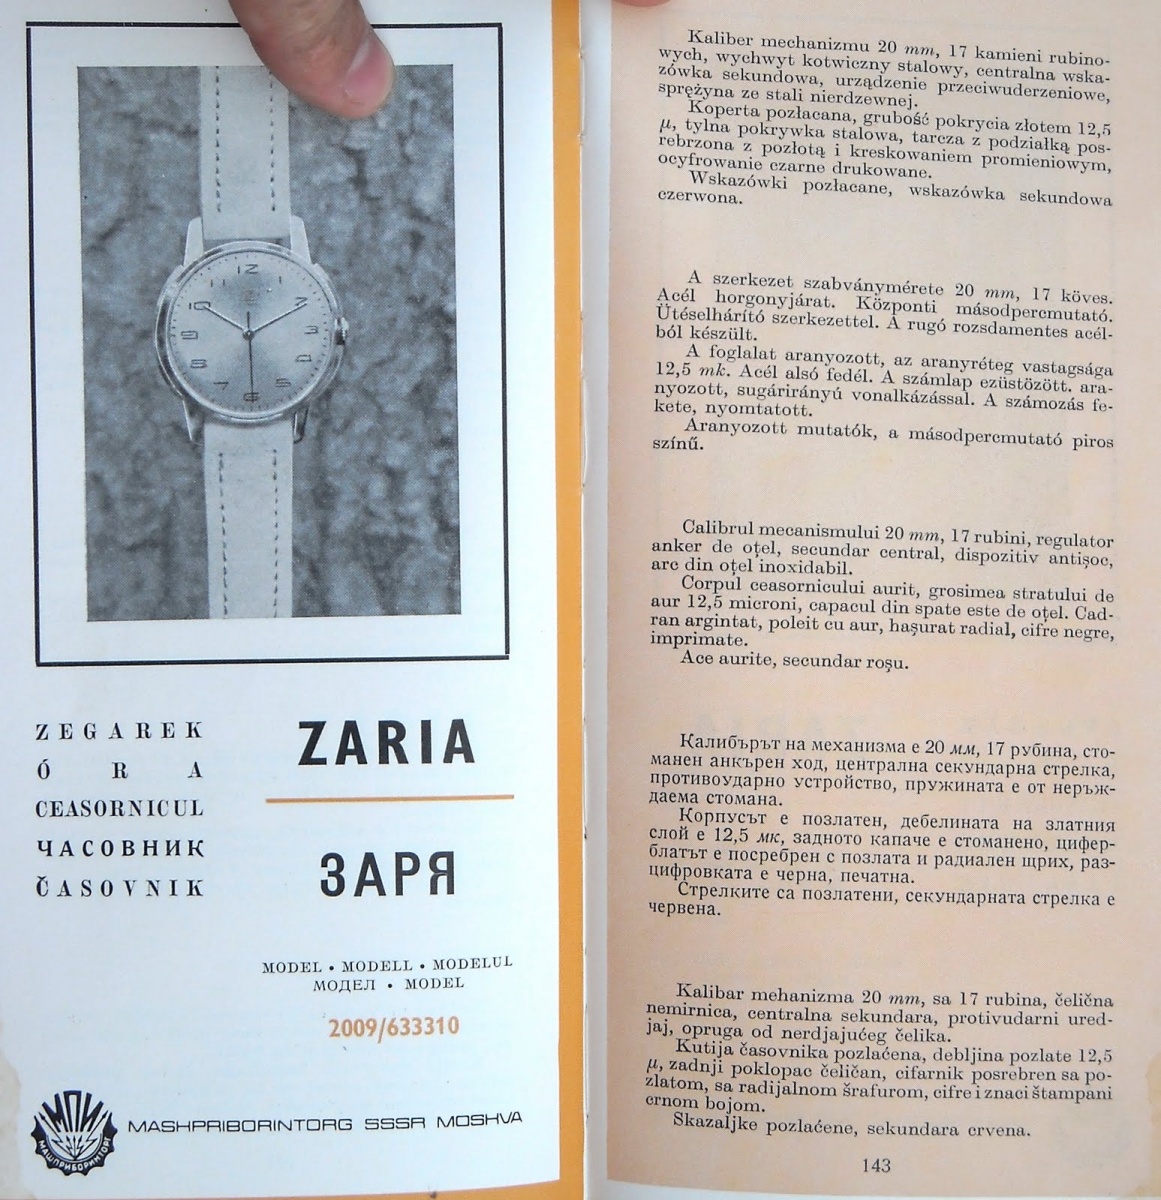 12
ZEGAREK
ÓRA
CEASORNICUL
ЧАСОВНИК
ČASOVNIK
ZARIA
ЗАРЯ
MODEL • MODELL • MODELUL
МОДЕЛ • MODEL
2009/633310
МПИ
МАШПРИБОРИНТОРГ
MASHPRIBORINTORG SSSR MOSHVA
Kaliber mechanizmu 20 mm, 17 kamieni rubino-
wych, wychwyt kotwiczny stalowy, centralna wska-
zówka sekundowa, urządzenie przeciwuderzeniowe,
sprężyna ze stali nierdzewnej.
Koperta pozłacana, grubość pokrycia złotem 12,5
μ, tylna pokrywka stalowa, tarcza z podziałką pos-
rebrzona z pozłotą i kreskowaniem promieniowym,
ocyfrowanie czarne drukowane.
Wskazówki pozłacane, wskazówka sekundowa
czerwona.
A szerkezet szabványmérete 20 mm, 17 köves.
Acél horgonyjárat. Központi másodpercmutató.
Ütéselhárító szerkezettel. A rugó rozsdamentes acél-
ból készült.
A foglalat aranyozott, az aranyréteg vastagsága
12,5 mk. Acél alsó fedél. A számlap ezüstözött. ara-
nyozott, sugárirányú vonalkázással. A számozás fe-
kete, nyomtatott.
Aranyozott mutatók, a másodpercmutató piros
színű.
Calibrul mecanismului 20 mm, 17 rubini, regulator
anker de oțel, secundar central, dispozitiv antișoc,
arc din oțel inoxidabil.
Corpul ceasornicului aurit, grosimea stratului de
aur 12,5 microni, capacul din spate este de oțel. Cad-
ran argintat, poleit cu aur, hașurat radial, cifre negre,
imprimate.
Ace aurite, secundar roșu.
Калибърът на механизма е 20 мм, 17 рубина, сто-
манен анкърен ход, централна секундарна стрелка,
противоударно устройство, пружината е от неръж-
даема стомана.
Корпусът е позлатен, дебелината на златния
слой е 12,5 мк, задното капаче е стоманено, цифер-
блатът е посребрен с позлата и радиален щрих, раз-
цифровката е черна, печатна.
Стрелките са позлатени, секундарната стрелка е
червена.
Kalibar mehanizma 20 mm, sa 17 rubina, čelična
nemirnica, centralna sekundara, protivudarni ured-
jaj, opruga od nerdjajućeg čelika.
Kutija časovnika pozlaćena, debljina pozlate 12,5
μ, zadnji poklopac čeličan, cifarnik posrebren sa po-
zlatom, sa radijalnom šrafurom, cifre i znaci štampani
crnom bojom.
Skazaljke pozlaćene, sekundara crvena.
143